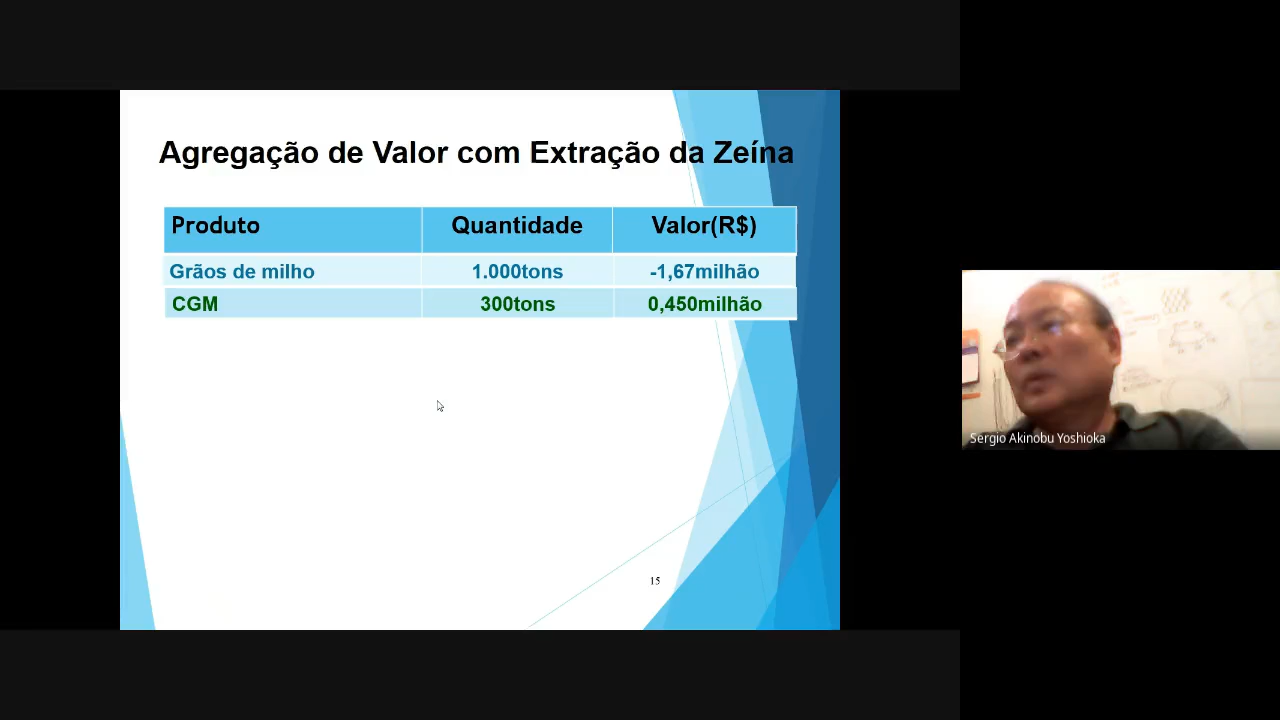 Agregação de Valor com Extração da Zeína
Produto Quantidade Valor(R$)
Grãos de milho 1.000tons -1,67milhão
CGM 300tons 0,450milhão
15
Sergio Akinobu Yoshioka